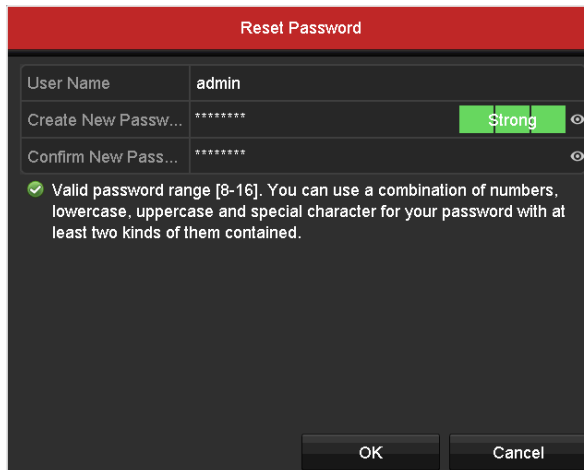 Reset Password
User Name admin
Create New Passw... ******** Strong
Confirm New Pass... ********
Valid password range [8-16]. You can use a combination of numbers,
lowercase, uppercase and special character for your password with at
least two kinds of them contained.
OK Cancel